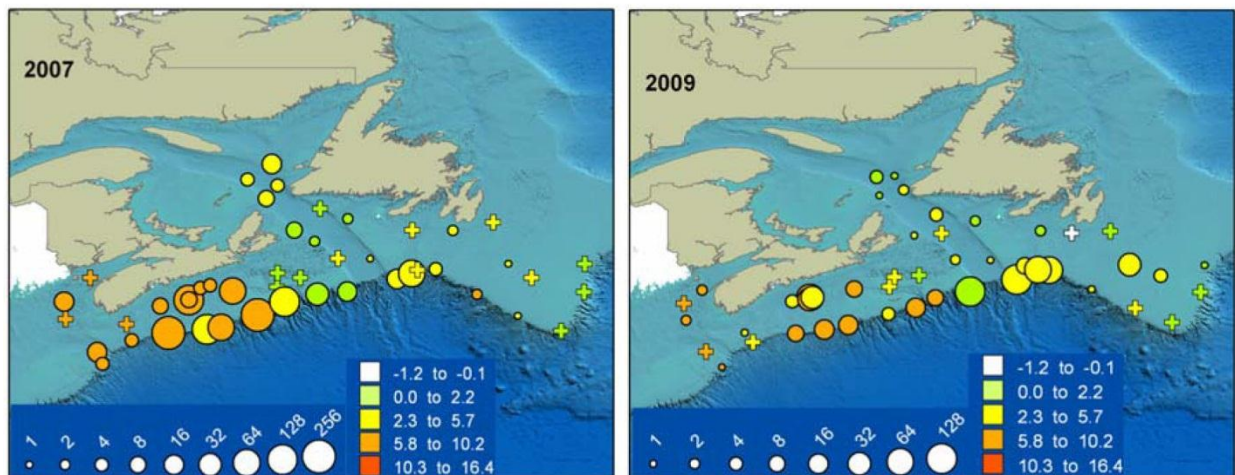 2007
-1.2 to -0.1
0.0 to 2.2
2.3 to 5.7
5.8 to 10.2
10.3 to 16.4
1 2 4 8 16 32 64 128 256
2009
-1.2 to -0.1
0.0 to 2.2
2.3 to 5.7
5.8 to 10.2
10.3 to 16.4
1 2 4 8 16 32 64 128